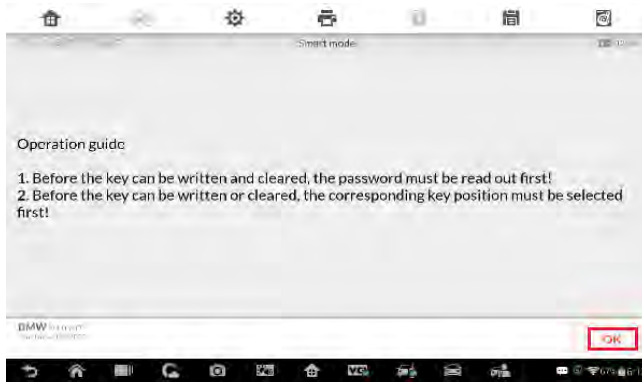 Smart mode
Operation guide
1. Before the key can be written and cleared, the password must be read out first!
2. Before the key can be written or cleared, the corresponding key position must be selected
first!
BMW
OK
VCI
67%